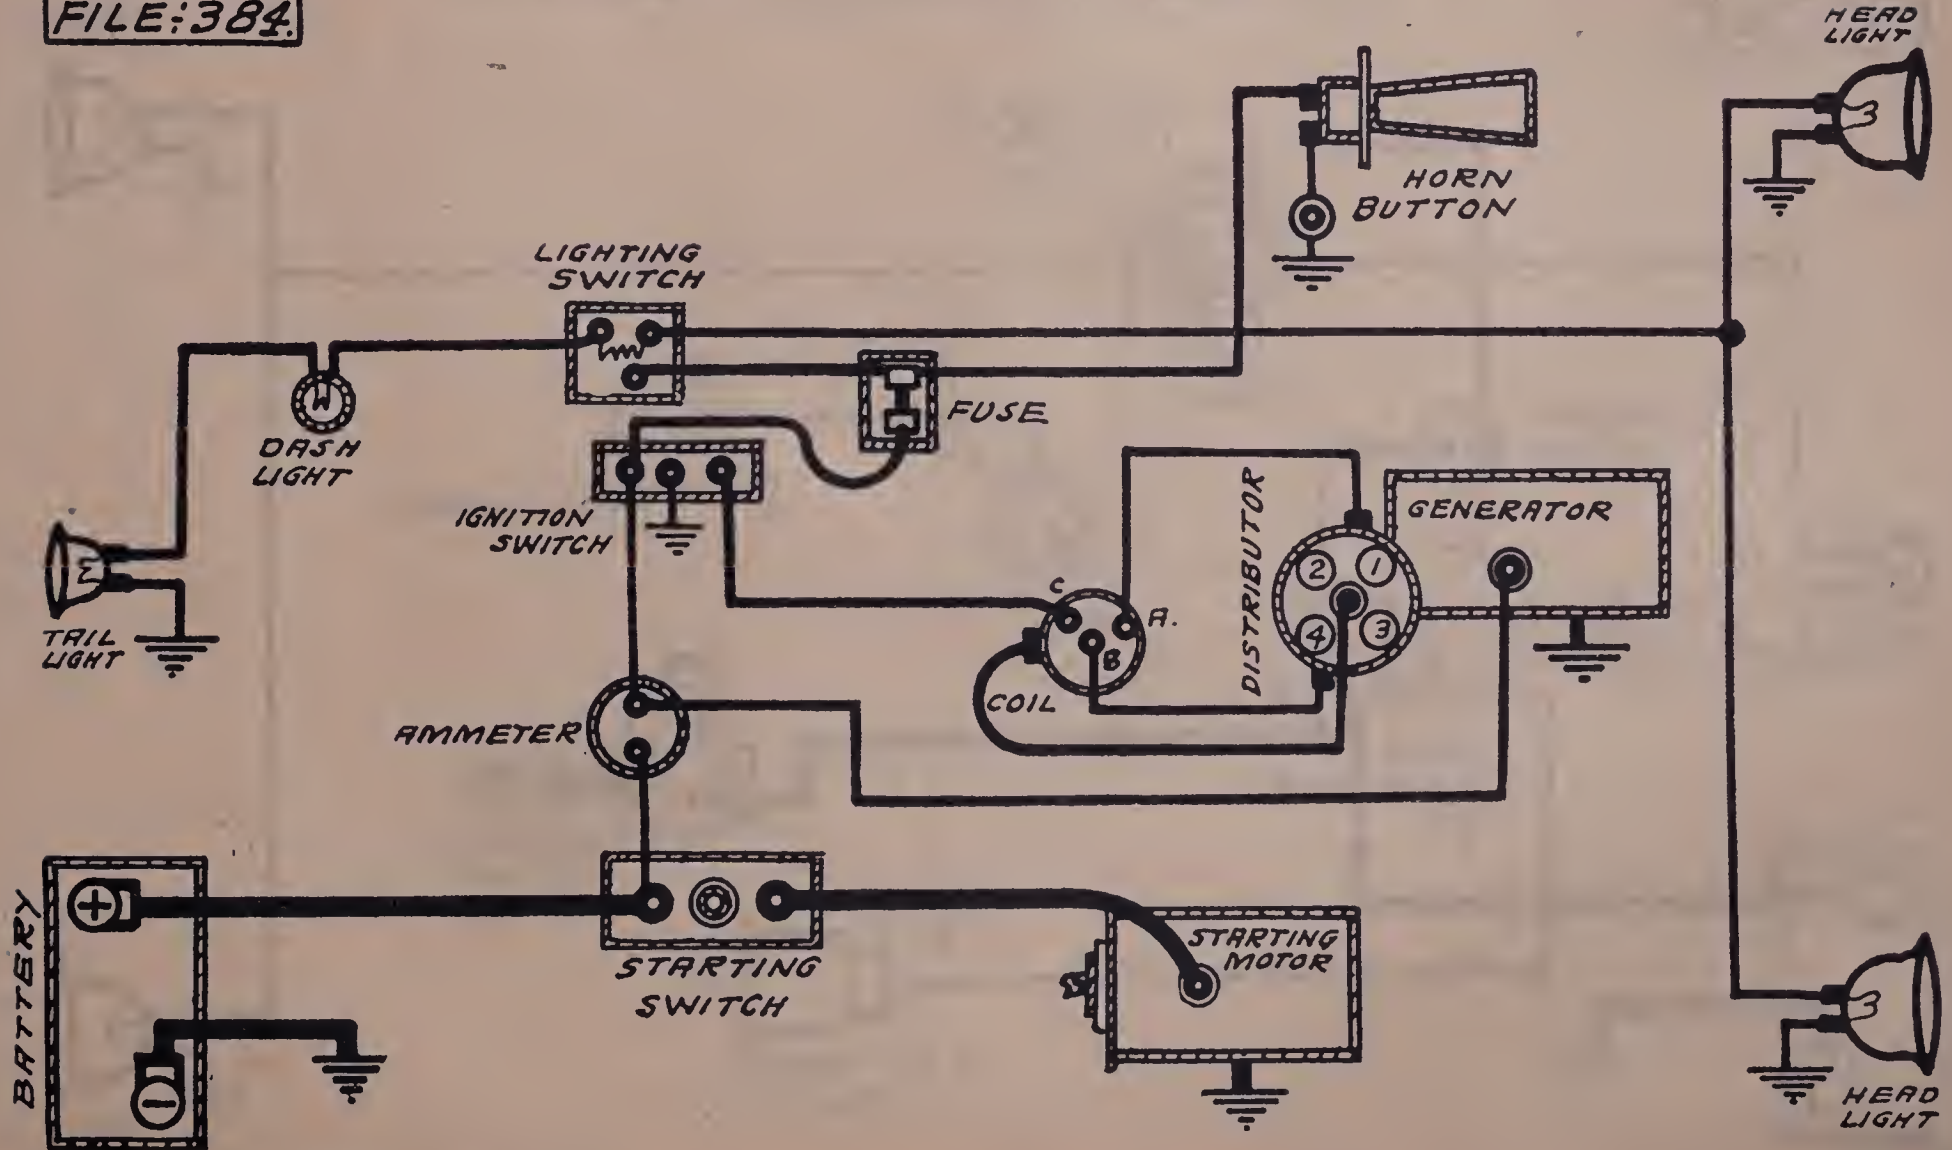 FILE:384.
HEAD
LIGHT
HORN
BUTTON
LIGHTING
SWITCH
FUSE
DASH
LIGHT
IGNITION
SWITCH
TAIL
LIGHT
AMMETER
C
A.
B
COIL
DISTRIBUTOR
2 1
4 3
GENERATOR
BATTERY
+
−
STARTING
SWITCH
STARTING
MOTOR
HEAD
LIGHT